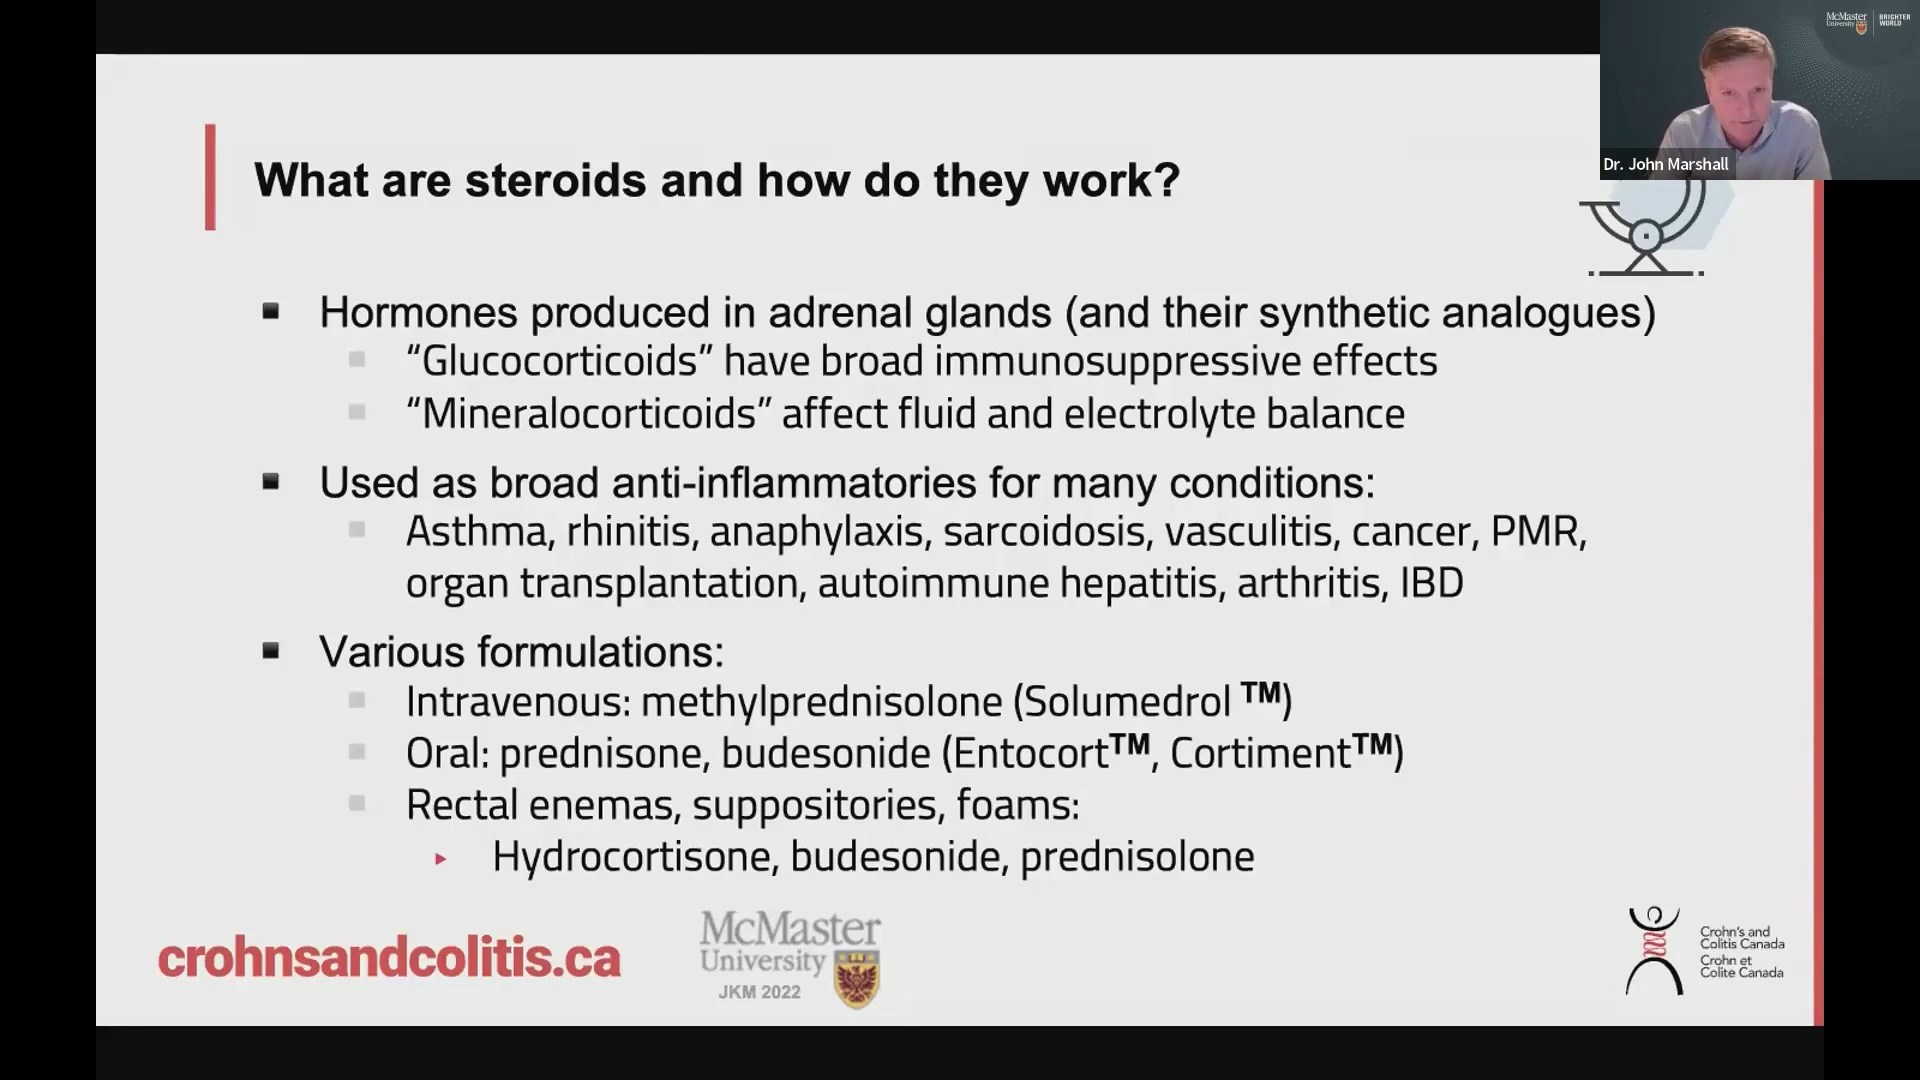 McMaster
University
BRIGHTER
WORLD
Dr. John Marshall
What are steroids and how do they work?
Hormones produced in adrenal glands (and their synthetic analogues)
“Glucocorticoids” have broad immunosuppressive effects
“Mineralocorticoids” affect fluid and electrolyte balance
Used as broad anti-inflammatories for many conditions:
Asthma, rhinitis, anaphylaxis, sarcoidosis, vasculitis, cancer, PMR,
organ transplantation, autoimmune hepatitis, arthritis, IBD
Various formulations:
Intravenous: methylprednisolone (Solumedrol ™)
Oral: prednisone, budesonide (Entocort™, Cortiment™)
Rectal enemas, suppositories, foams:
Hydrocortisone, budesonide, prednisolone
crohnsandcolitis.ca
McMaster
University
JKM 2022
Crohn's and
Colitis Canada
Crohn et
Colite Canada